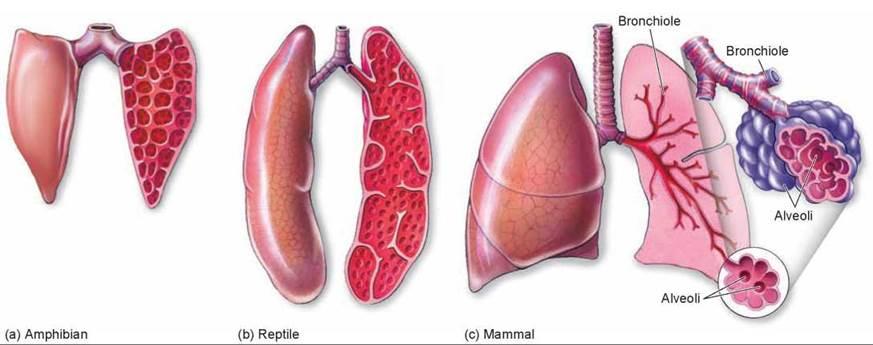 Bronchiole
Bronchiole
Alveoli
Alveoli
(a) Amphibian
(b) Reptile
(c) Mammal